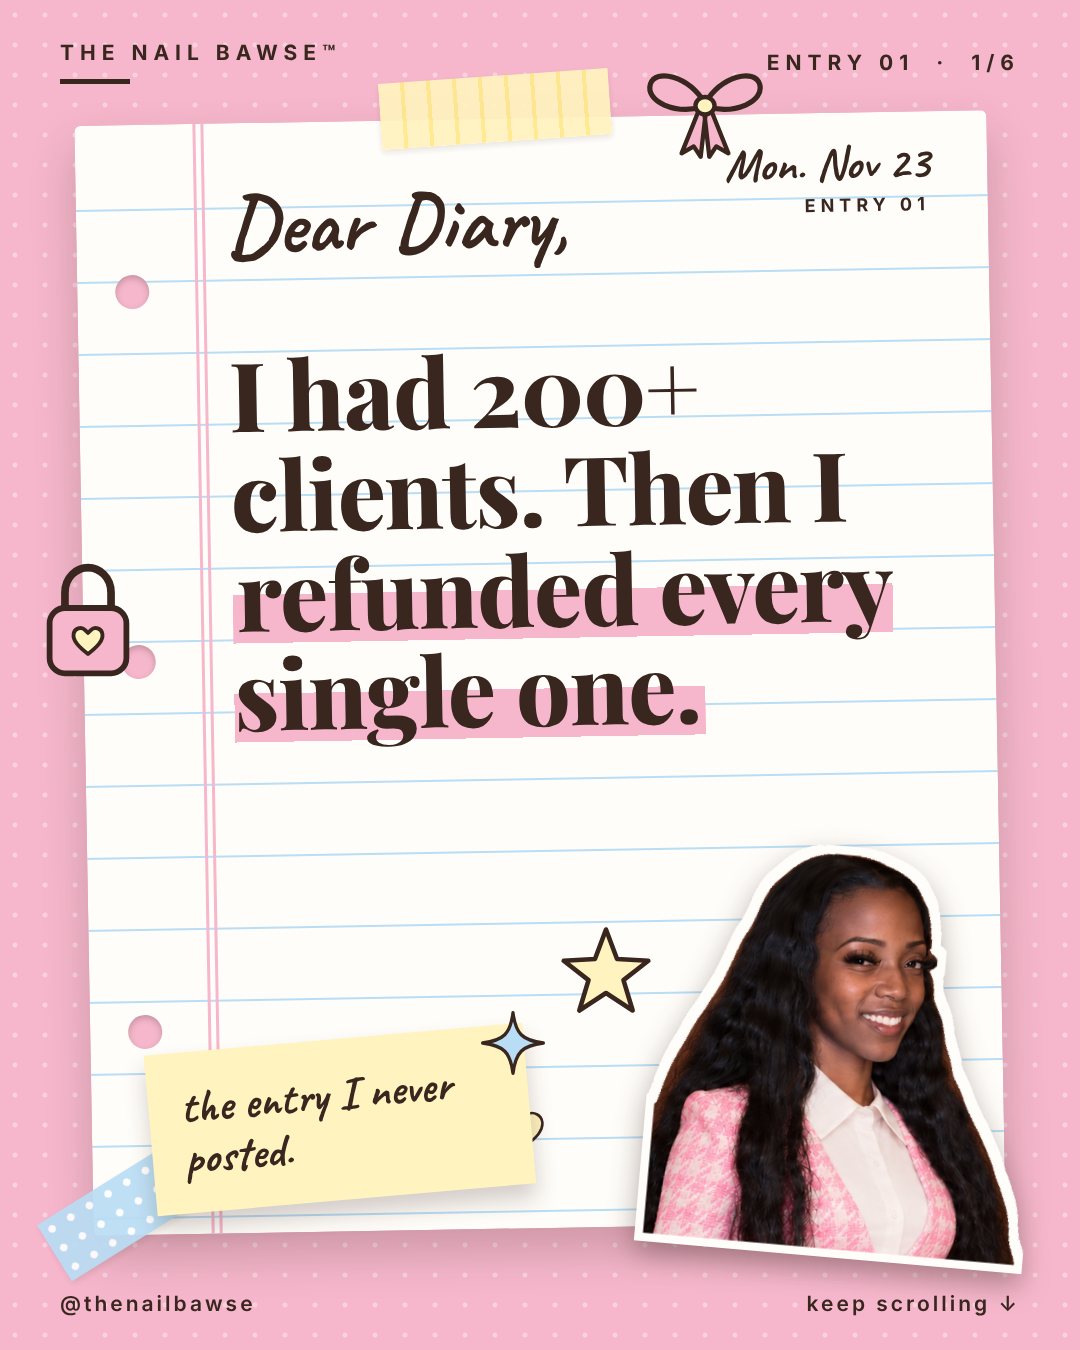 THE NAIL BAWSE™
ENTRY 01 · 1/6
Mon. Nov 23
ENTRY 01
Dear Diary,
I had 200+
clients. Then I
refunded every
single one.
the entry I never
posted.
@thenailbawse
keep scrolling ↓